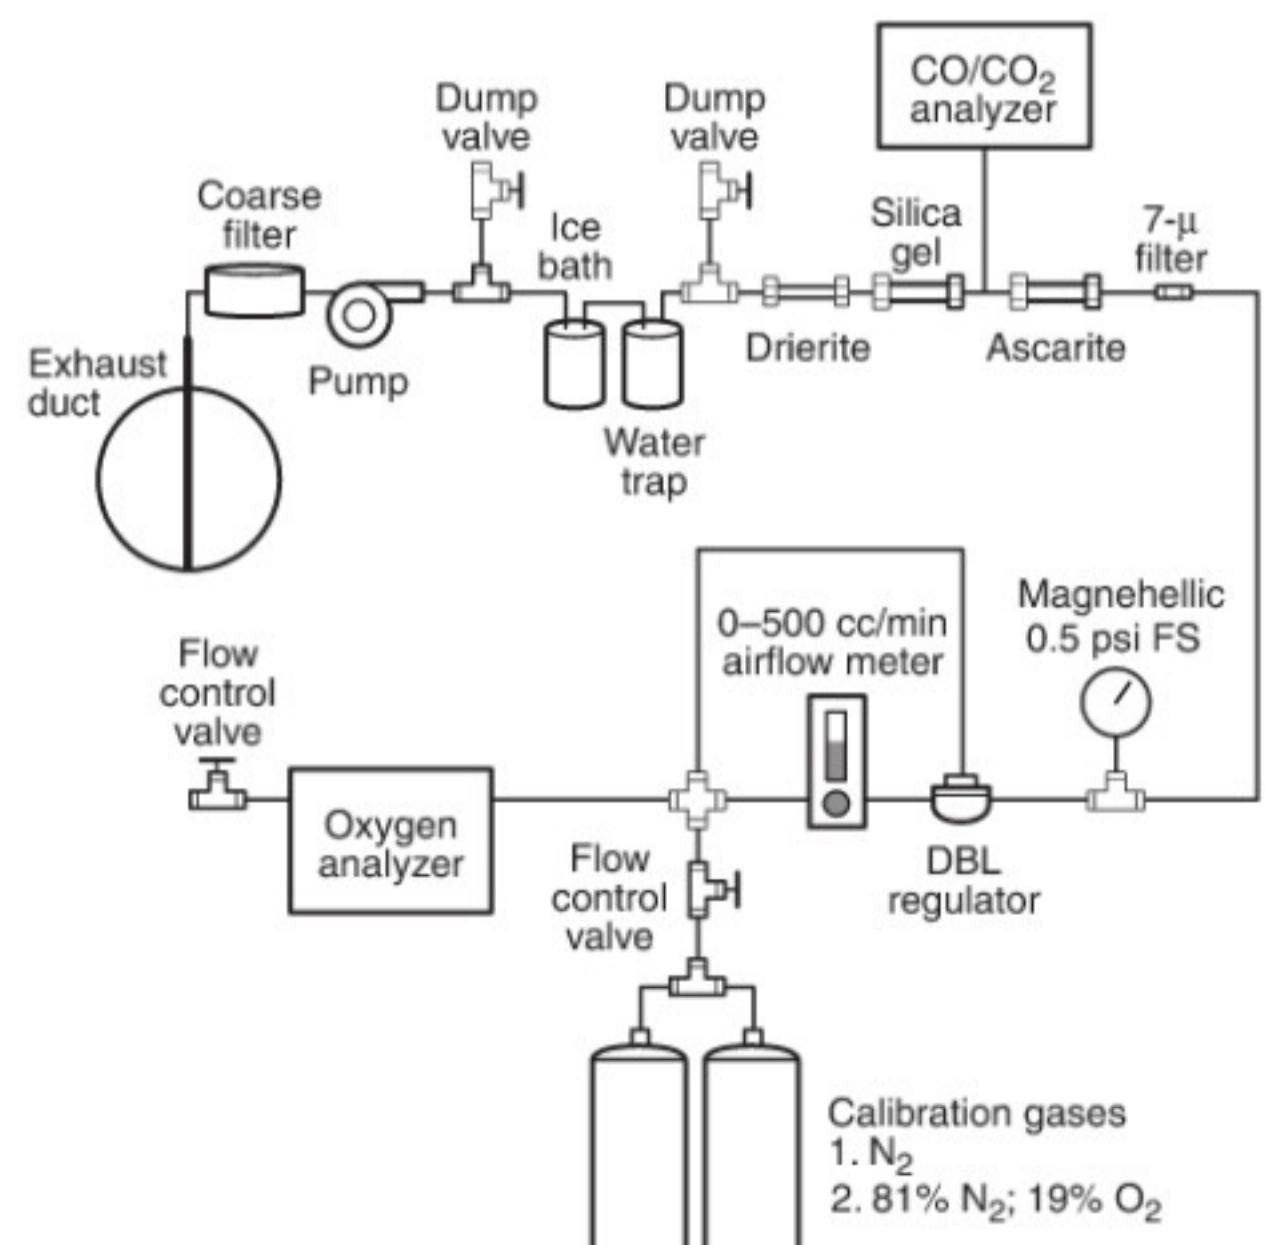 CO/CO2
analyzer
Dump
valve
Dump
valve
Coarse
filter
Ice
bath
Silica
gel
7-μ
filter
Exhaust
duct
Pump
Drierite
Ascarite
Water
trap
Magnehellic
0.5 psi FS
0–500 cc/min
airflow meter
Flow
control
valve
Oxygen
analyzer
Flow
control
valve
DBL
regulator
Calibration gases
1. N2
2. 81% N2; 19% O2